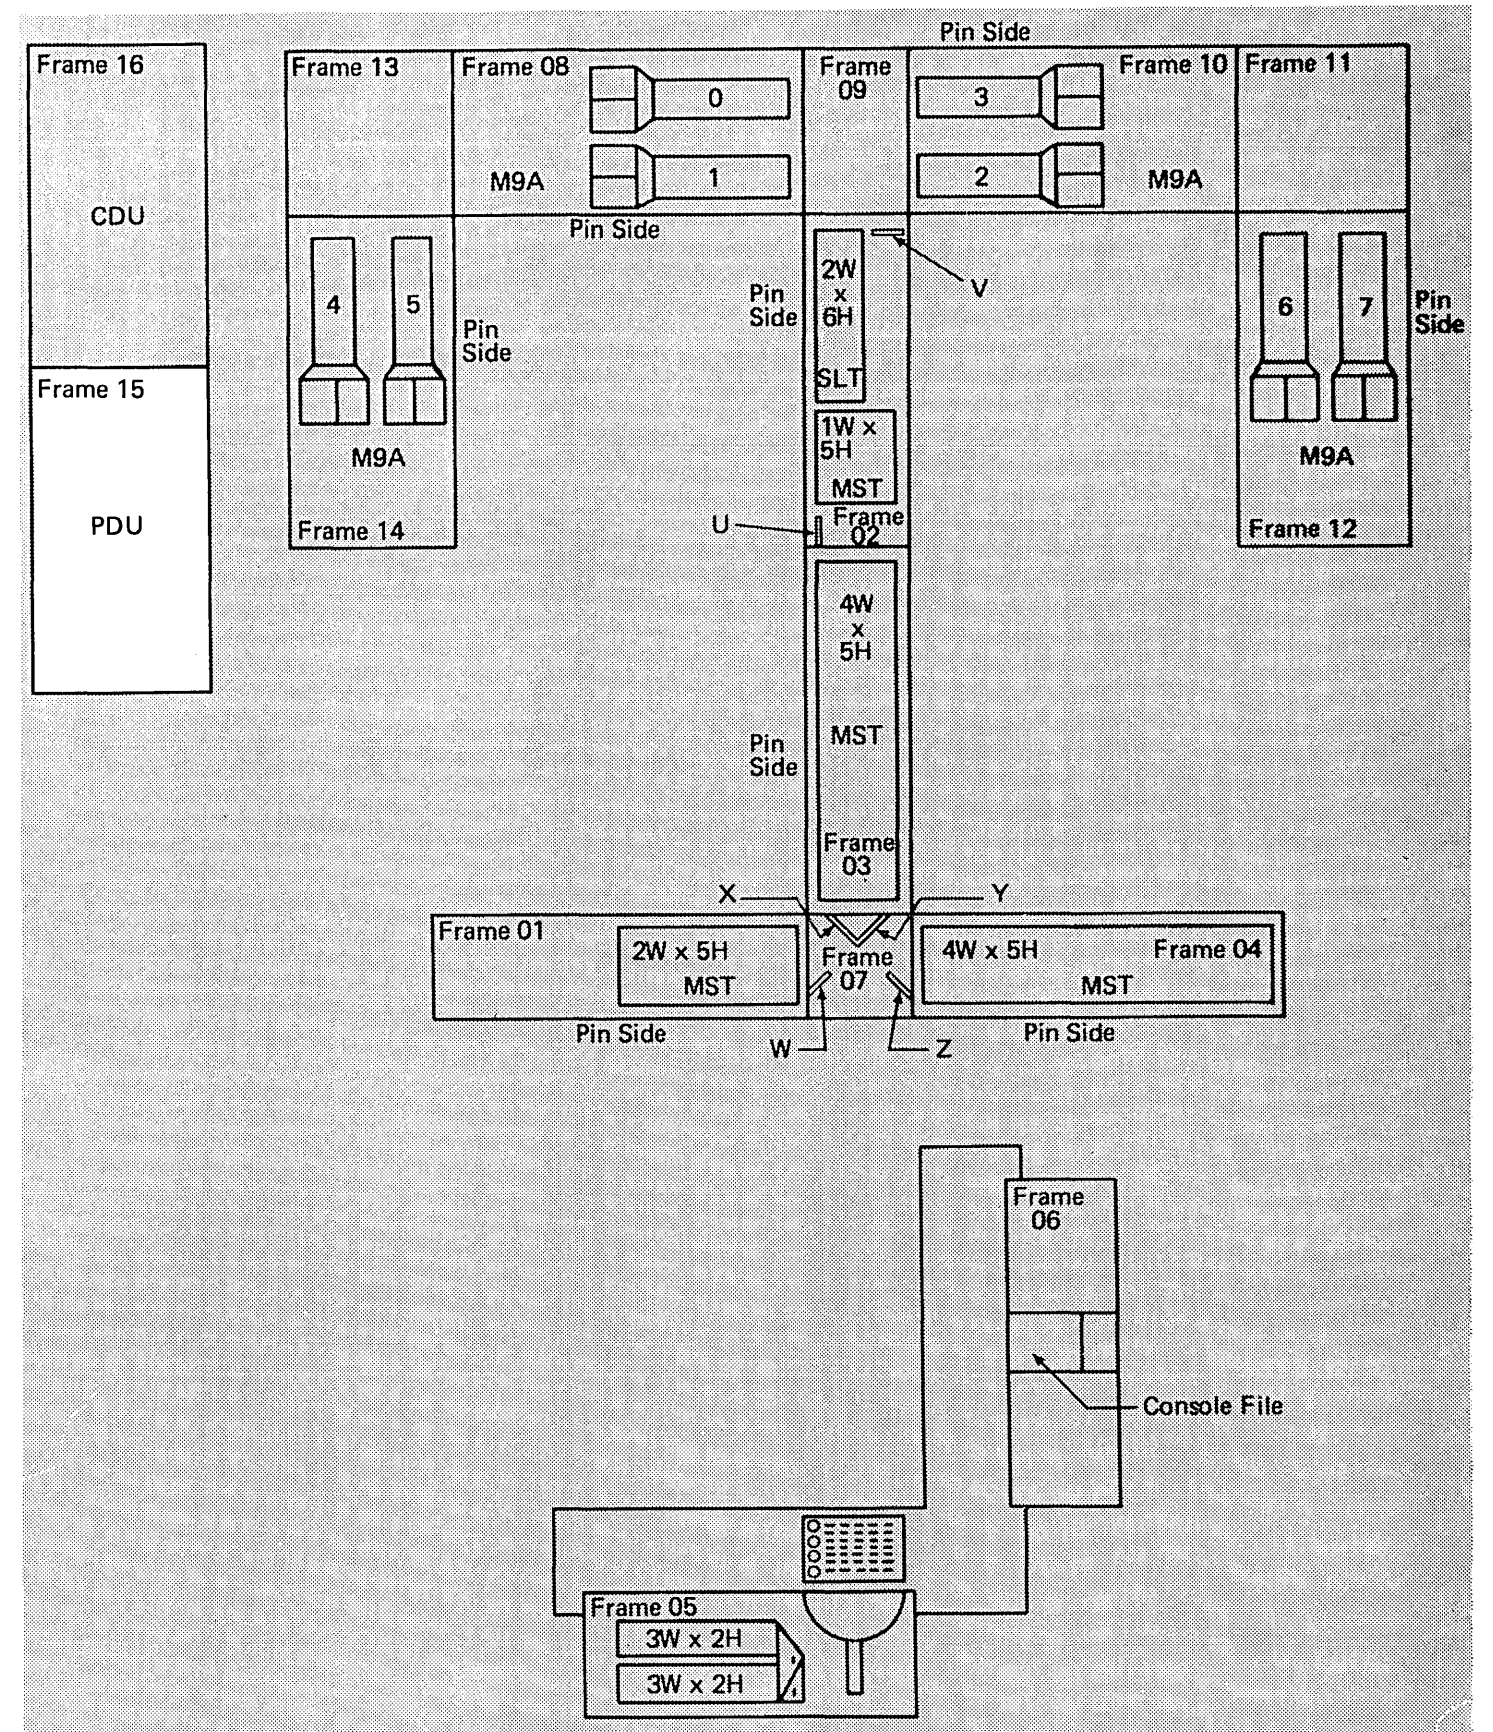 Pin Side
Frame 16
CDU
Frame 15
PDU
Frame 13
Frame 08
0
1
M9A
Pin Side
Frame
09
Frame 10
3
2
M9A
Frame 11
4
5
Pin
Side
M9A
Frame 14
Pin
Side
2W
x
6H
SLT
V
1W x
5H
MST
U
Frame
02
6
7
Pin
Side
M9A
Frame 12
4W
x
5H
MST
Pin
Side
Frame
03
X
Y
Frame 01
2W x 5H
MST
Frame
07
4W x 5H
Frame 04
MST
Pin Side
W
Z
Pin Side
Frame
06
Console File
Frame 05
3W x 2H
3W x 2H